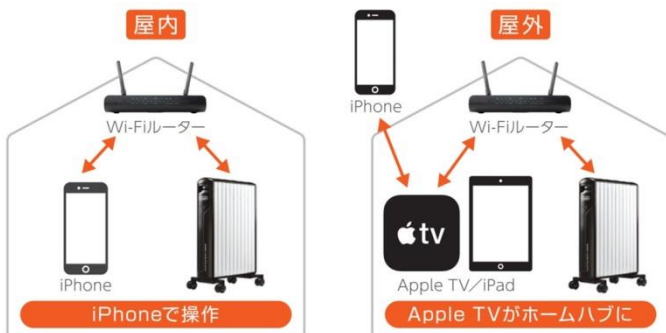 屋内
Wi-Fiルーター
iPhone
iPhoneで操作
屋外
iPhone
Wi-Fiルーター
tv
Apple TV／iPad
Apple TVがホームハブに